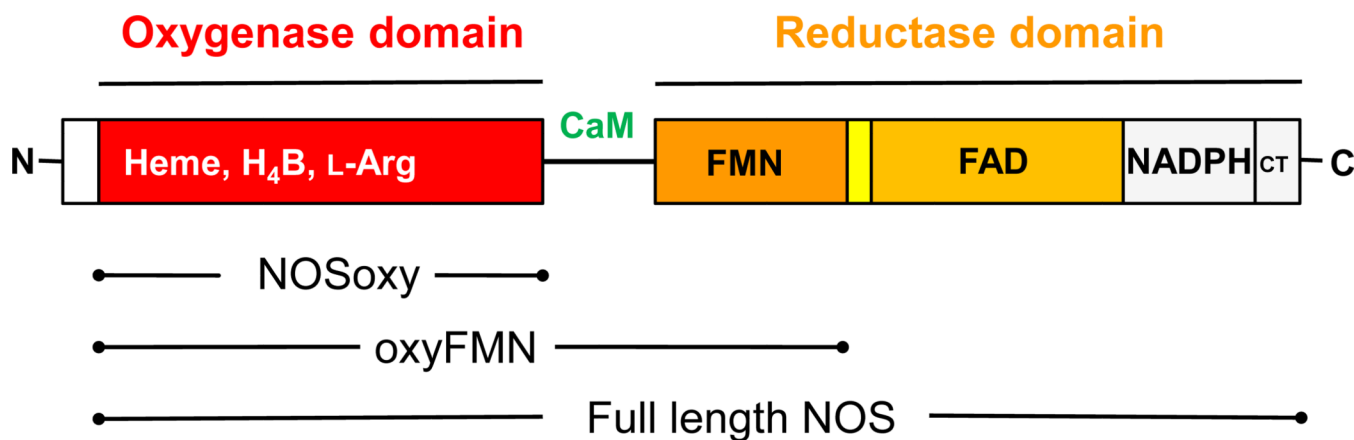 Oxygenase domain
Reductase domain
CaM
N
Heme, H₄B, L-Arg
FMN
FAD
NADPH
CT
C
NOSoxy
oxyFMN
Full length NOS